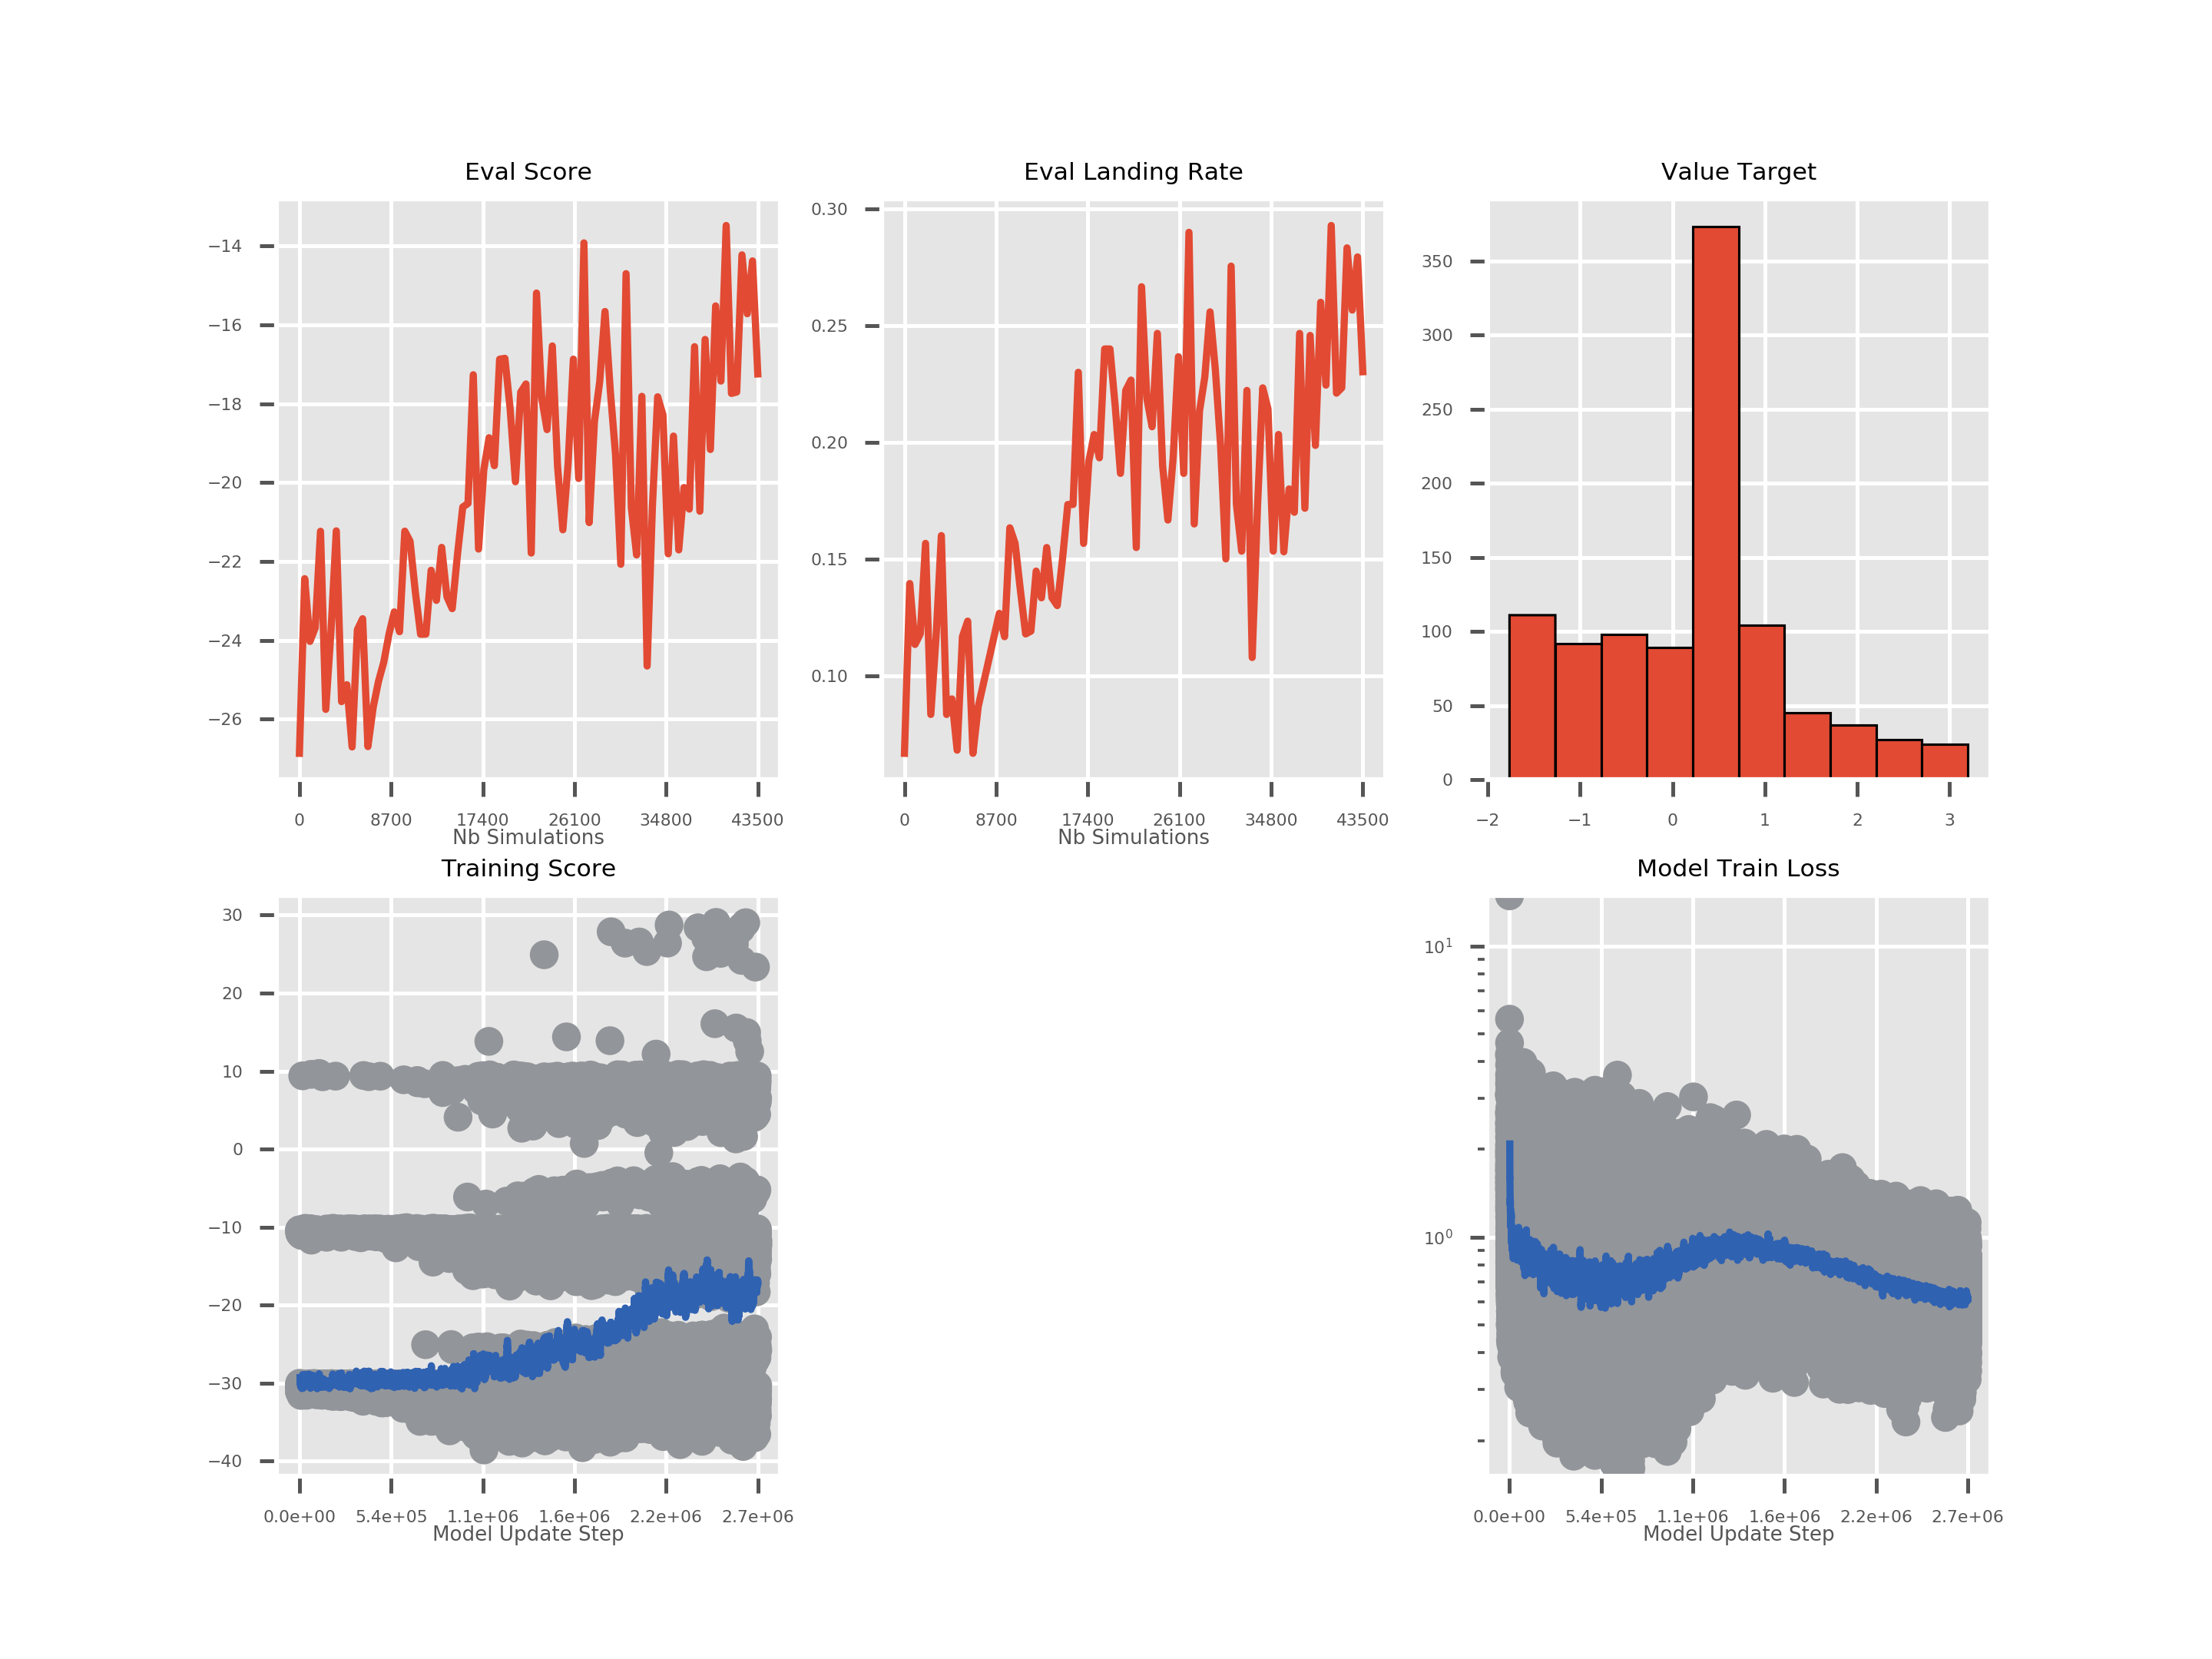 Eval Score
−14
−16
−18
−20
−22
−24
−26
0 8700 17400 26100 34800 43500
Nb Simulations
Eval Landing Rate
0.30
0.25
0.20
0.15
0.10
0 8700 17400 26100 34800 43500
Nb Simulations
Value Target
350
300
250
200
150
100
50
0
−2 −1 0 1 2 3
Training Score
30
20
10
0
−10
−20
−30
−40
0.0e+00 5.4e+05 1.1e+06 1.6e+06 2.2e+06 2.7e+06
Model Update Step
Model Train Loss
10¹
10⁰
0.0e+00 5.4e+05 1.1e+06 1.6e+06 2.2e+06 2.7e+06
Model Update Step